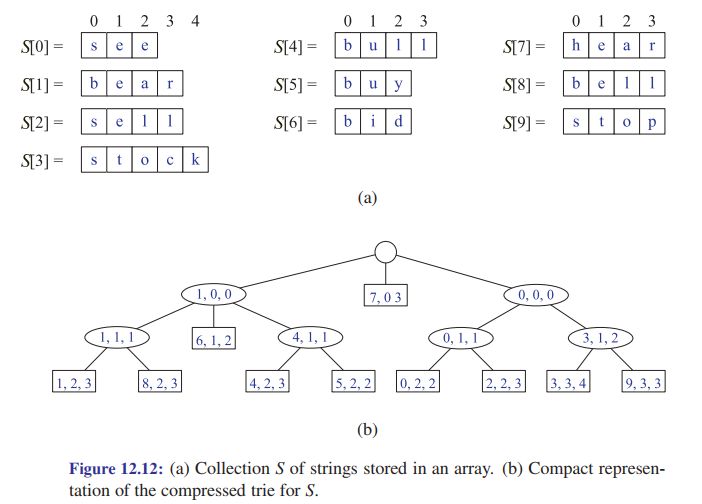 0 1 2 3 4
S[0] = s e e
S[1] = b e a r
S[2] = s e l l
S[3] = s t o c k
0 1 2 3
S[4] = b u l l
S[5] = b u y
S[6] = b i d
0 1 2 3
S[7] = h e a r
S[8] = b e l l
S[9] = s t o p
(a)
1, 0, 0
7, 0 3
0, 0, 0
1, 1, 1
6, 1, 2
4, 1, 1
0, 1, 1
3, 1, 2
1, 2, 3
8, 2, 3
4, 2, 3
5, 2, 2
0, 2, 2
2, 2, 3
3, 3, 4
9, 3, 3
(b)
Figure 12.12: (a) Collection S of strings stored in an array. (b) Compact represen-
tation of the compressed trie for S.